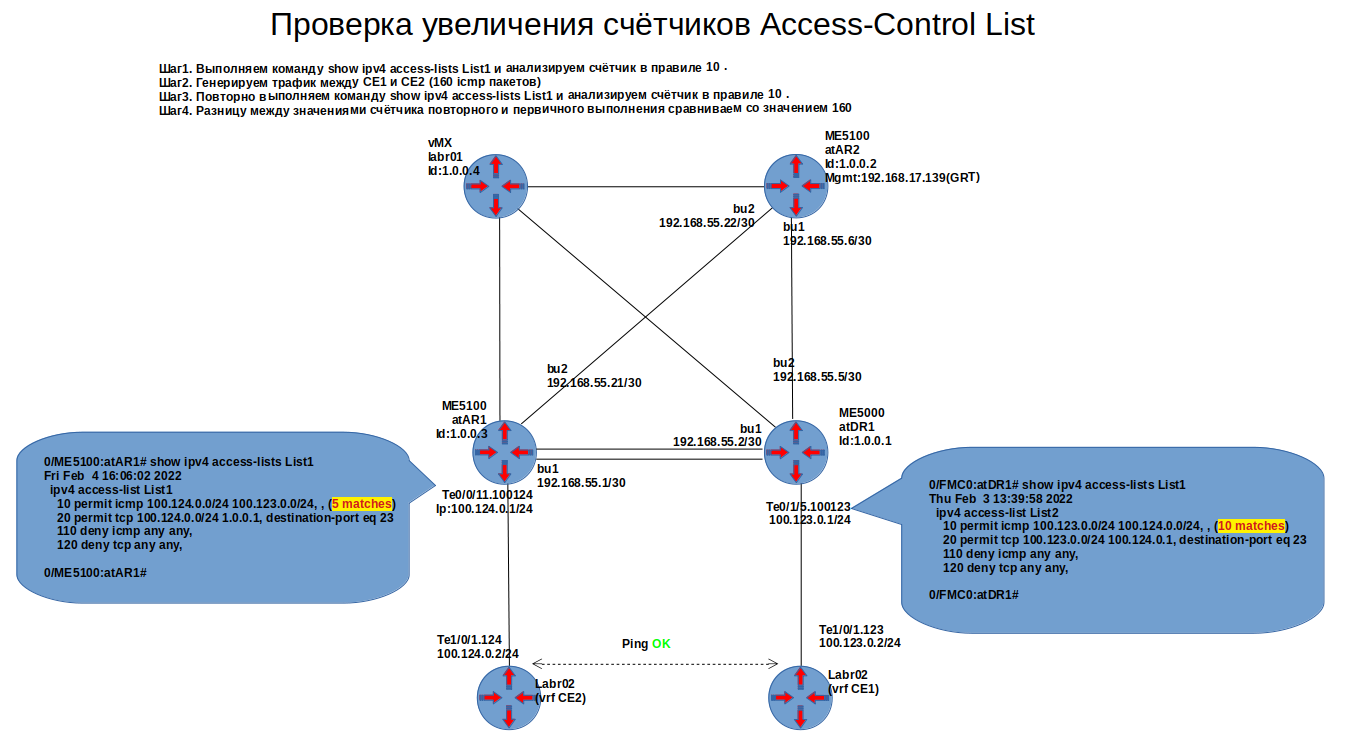 Проверка увеличения счётчиков Access-Control List
Шаг1. Выполняем команду show ipv4 access-lists List1 и анализируем счётчик в правиле 10 .
Шаг2. Генерируем трафик между CE1 и CE2 (160 icmp пакетов)
Шаг3. Повторно выполняем команду show ipv4 access-lists List1 и анализируем счётчик в правиле 10 .
Шаг4. Разницу между значениями счётчика повторного и первичного выполнения сравниваем со значением 160
vMX
labr01
Id:1.0.0.4
ME5100
atAR2
Id:1.0.0.2
Mgmt:192.168.17.139(GRT)
bu2
192.168.55.22/30
bu1
192.168.55.6/30
bu2
192.168.55.21/30
bu2
192.168.55.5/30
ME5100
atAR1
Id:1.0.0.3
bu1
192.168.55.2/30
ME5000
atDR1
Id:1.0.0.1
bu1
192.168.55.1/30
Te0/0/11.100124
Ip:100.124.0.1/24
Te0/1/5.100123
100.123.0.1/24
0/ME5100:atAR1# show ipv4 access-lists List1
Fri Feb 4 16:06:02 2022
ipv4 access-list List1
10 permit icmp 100.124.0.0/24 100.123.0.0/24, , (5 matches)
20 permit tcp 100.124.0.0/24 1.0.0.1, destination-port eq 23
110 deny icmp any any,
120 deny tcp any any,
0/ME5100:atAR1#
0/FMC0:atDR1# show ipv4 access-lists List1
Thu Feb 3 13:39:58 2022
ipv4 access-list List2
10 permit icmp 100.123.0.0/24 100.124.0.0/24, , (10 matches)
20 permit tcp 100.123.0.0/24 100.124.0.1, destination-port eq 23
110 deny icmp any any,
120 deny tcp any any,
0/FMC0:atDR1#
Te1/0/1.124
100.124.0.2/24
Ping OK
Te1/0/1.123
100.123.0.2/24
Labr02
(vrf CE2)
Labr02
(vrf CE1)